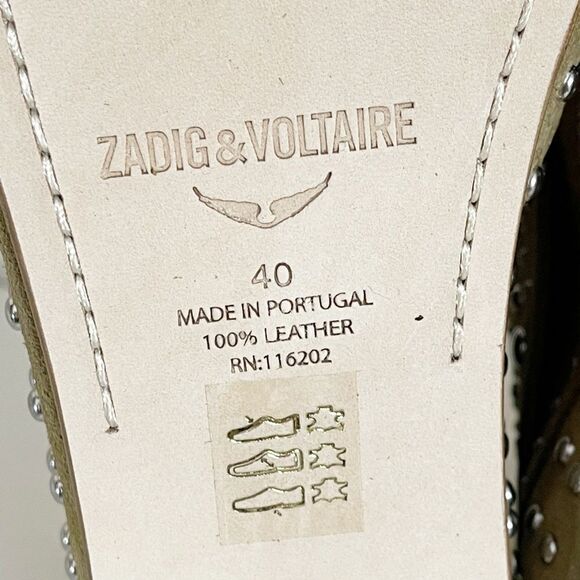 ZADIG & VOLTAIRE
40
MADE IN PORTUGAL
100% LEATHER
RN:116202